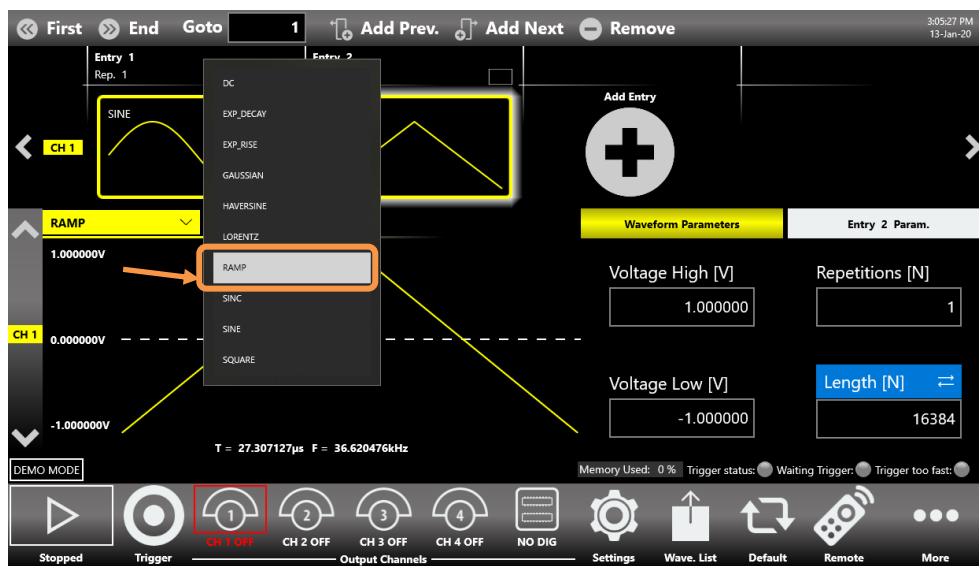 First End Goto 1 Add Prev. Add Next Remove
3:05:27 PM
13-Jan-20
Entry 1
Rep. 1
Entry 2
SINE
CH 1
Add Entry
DC
EXP_DECAY
EXP_RISE
GAUSSIAN
HAVERSINE
LORENTZ
RAMP
SINC
SINE
SQUARE
RAMP
1.000000V
CH 1
0.000000V
-1.000000V
T = 27.307127µs F = 36.620476kHz
Waveform Parameters
Entry 2 Param.
Voltage High [V]
1.000000
Repetitions [N]
1
Voltage Low [V]
-1.000000
Length [N]
16384
DEMO MODE
Memory Used: 0 % Trigger status: Waiting Trigger: Trigger too fast:
1 2 3 4
CH 1 OFF CH 2 OFF CH 3 OFF CH 4 OFF NO DIG
Stopped Trigger Output Channels Settings Wave. List Default Remote More